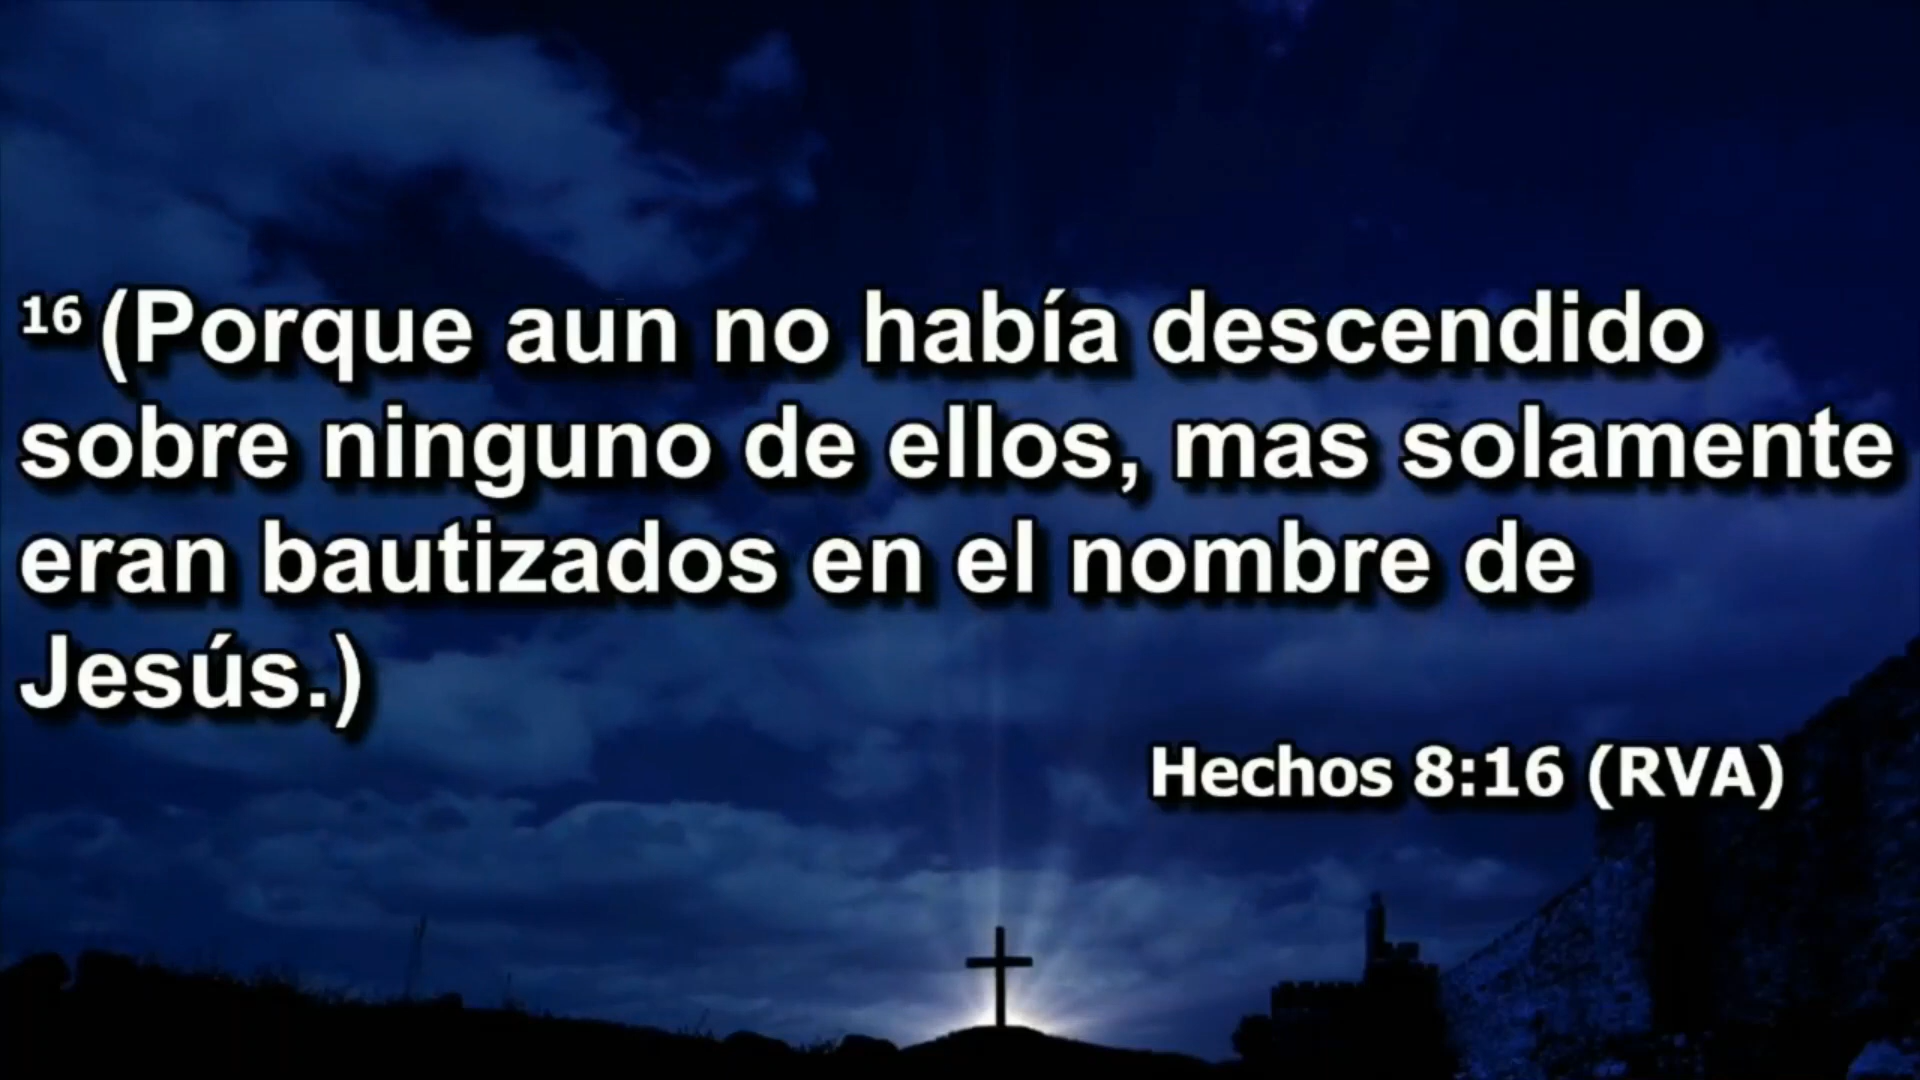 16 (Porque aun no había descendido
sobre ninguno de ellos, mas solamente
eran bautizados en el nombre de
Jesús.)
Hechos 8:16 (RVA)